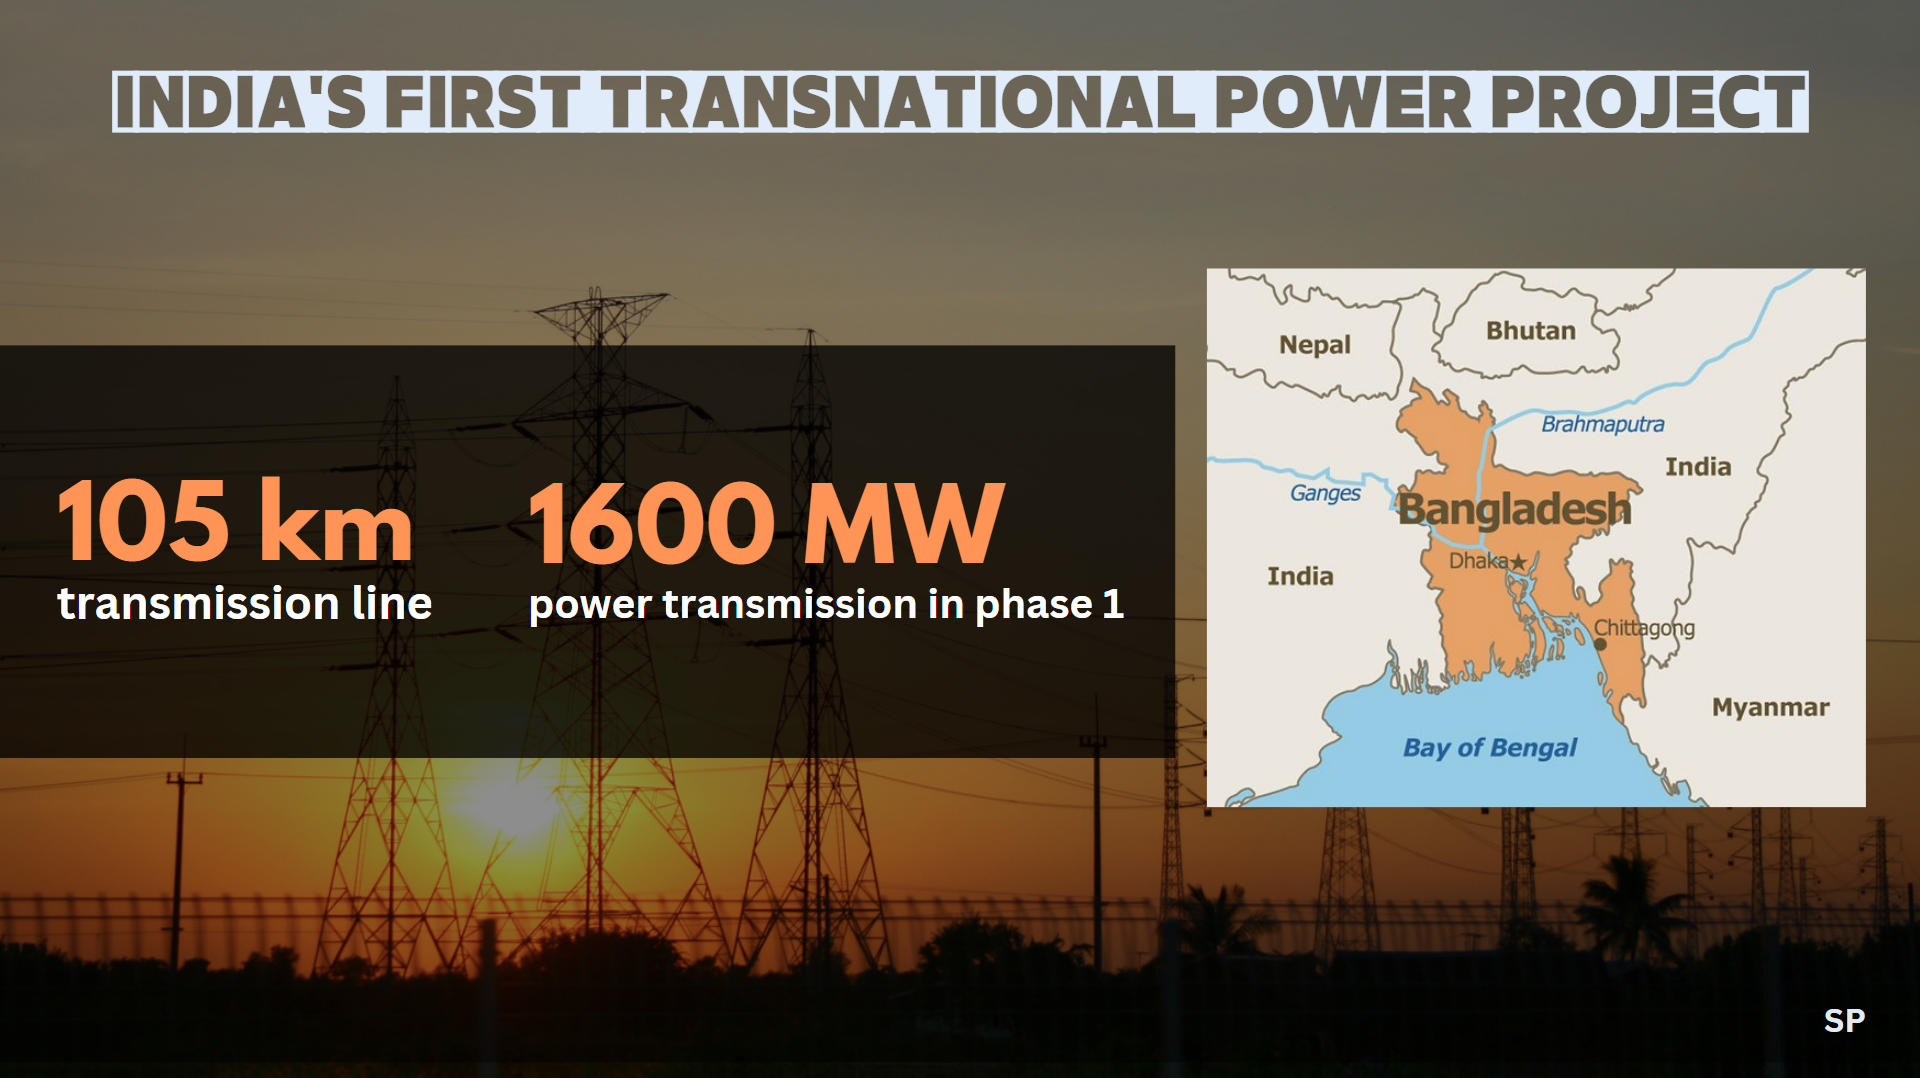 INDIA'S FIRST TRANSNATIONAL POWER PROJECT
105 km
transmission line
1600 MW
power transmission in phase 1
Nepal
Bhutan
Brahmaputra
India
Ganges
Bangladesh
Dhaka
India
Chittagong
Myanmar
Bay of Bengal
SP